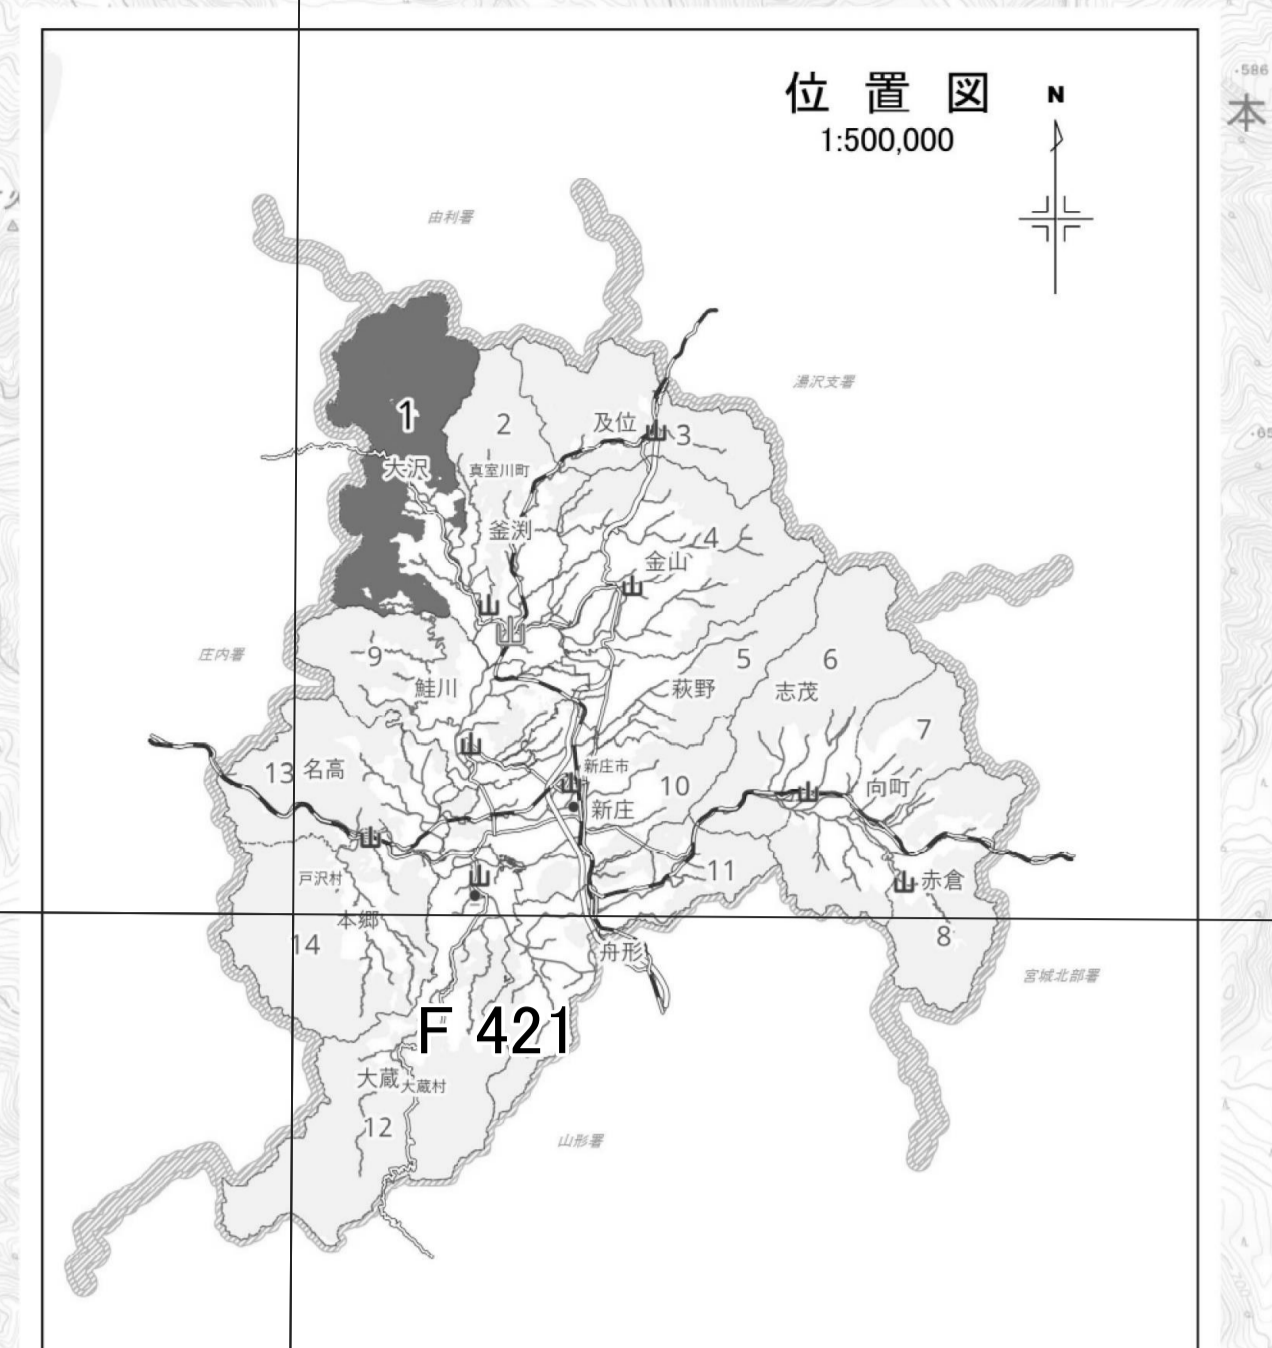 位置図
1:500,000
N
586
本
由利署
湯沢支署
1
2
及位
3
大沢
真室川町
釜渕
4
金山
庄内署
9
5
6
鮭川
萩野
志茂
7
13
名高
新庄市
10
向町
新庄
11
戸沢村
赤倉
本郷
14
8
舟形
宮城北部署
F 421
大蔵
大蔵村
12
山形署